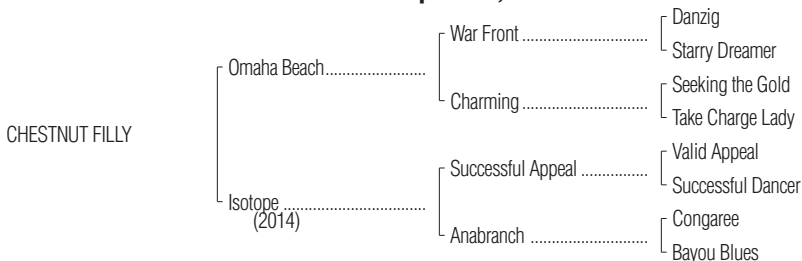 Danzig
War Front ..............................
Starry Dreamer
Omaha Beach........................
Seeking the Gold
Charming ............................
Take Charge Lady
CHESTNUT FILLY
Valid Appeal
Successful Appeal ................
Successful Dancer
Isotope ..................................
(2014)
Congaree
Anabranch ............................
Bayou Blues